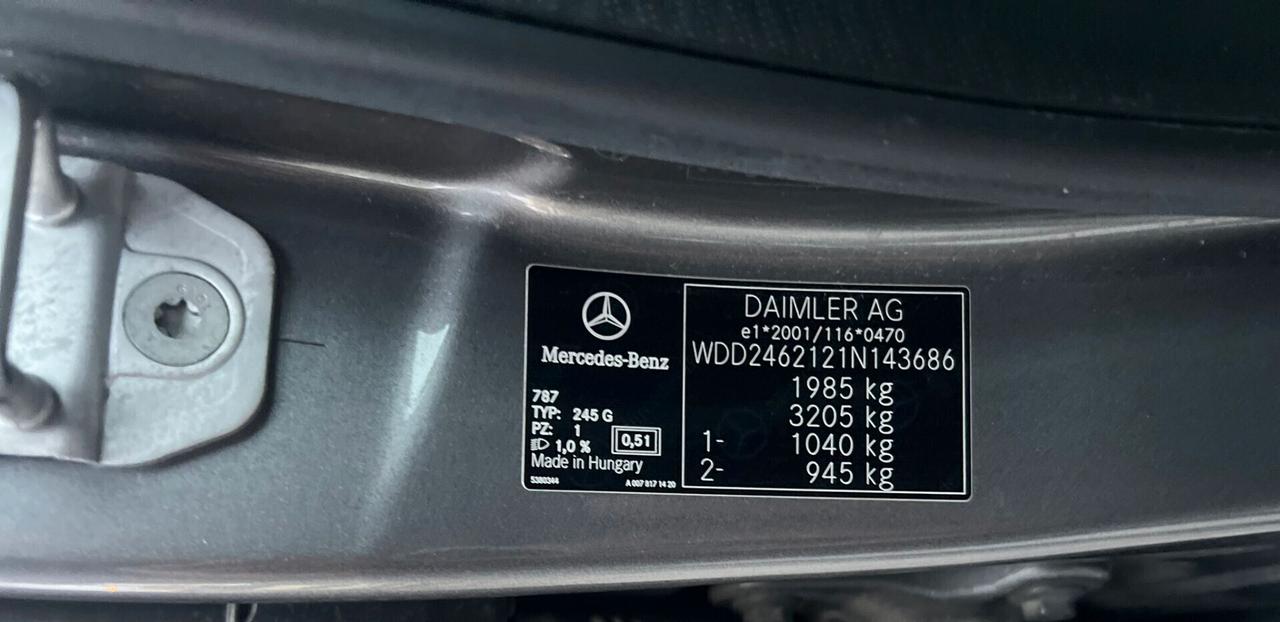 Mercedes-Benz
787
TYP: 245 G
PZ: 1
1,0 % 0,51
Made in Hungary
5380344 A 007 817 14 20
DAIMLER AG
e1*2001/116*0470
WDD2462121N143686
1985 kg
3205 kg
1- 1040 kg
2- 945 kg